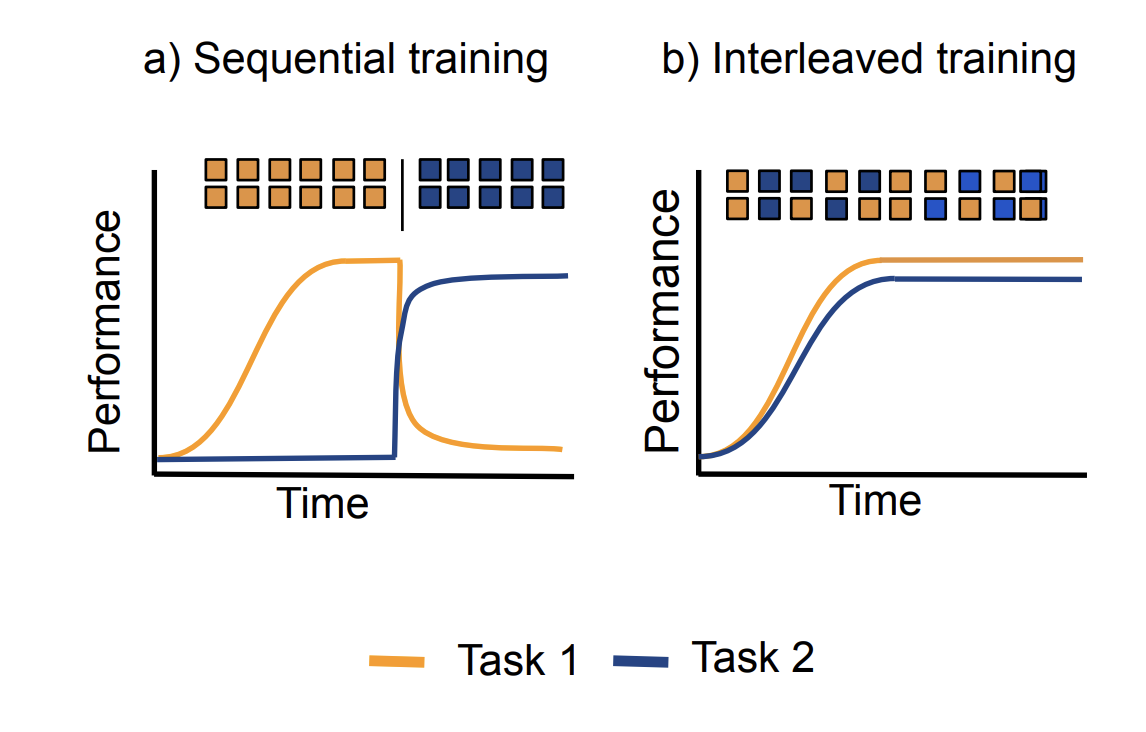 a) Sequential training
b) Interleaved training
Performance
Time
Performance
Time
Task 1
Task 2